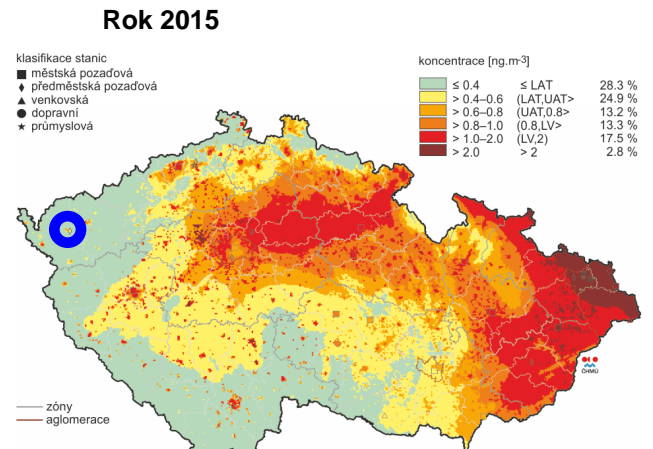 Rok 2015
klasifikace stanic
městská pozaďová
předměstská pozaďová
venkovská
dopravní
průmyslová
koncentrace [ng.m-3]
≤ 0.4 ≤ LAT 28.3 %
> 0.4–0.6 (LAT,UAT> 24.9 %
> 0.6–0.8 (UAT,0.8> 13.2 %
> 0.8–1.0 (0.8,LV> 13.3 %
> 1.0–2.0 (LV,2) 17.5 %
> 2.0 > 2 2.8 %
ČHMÚ
zóny
aglomerace